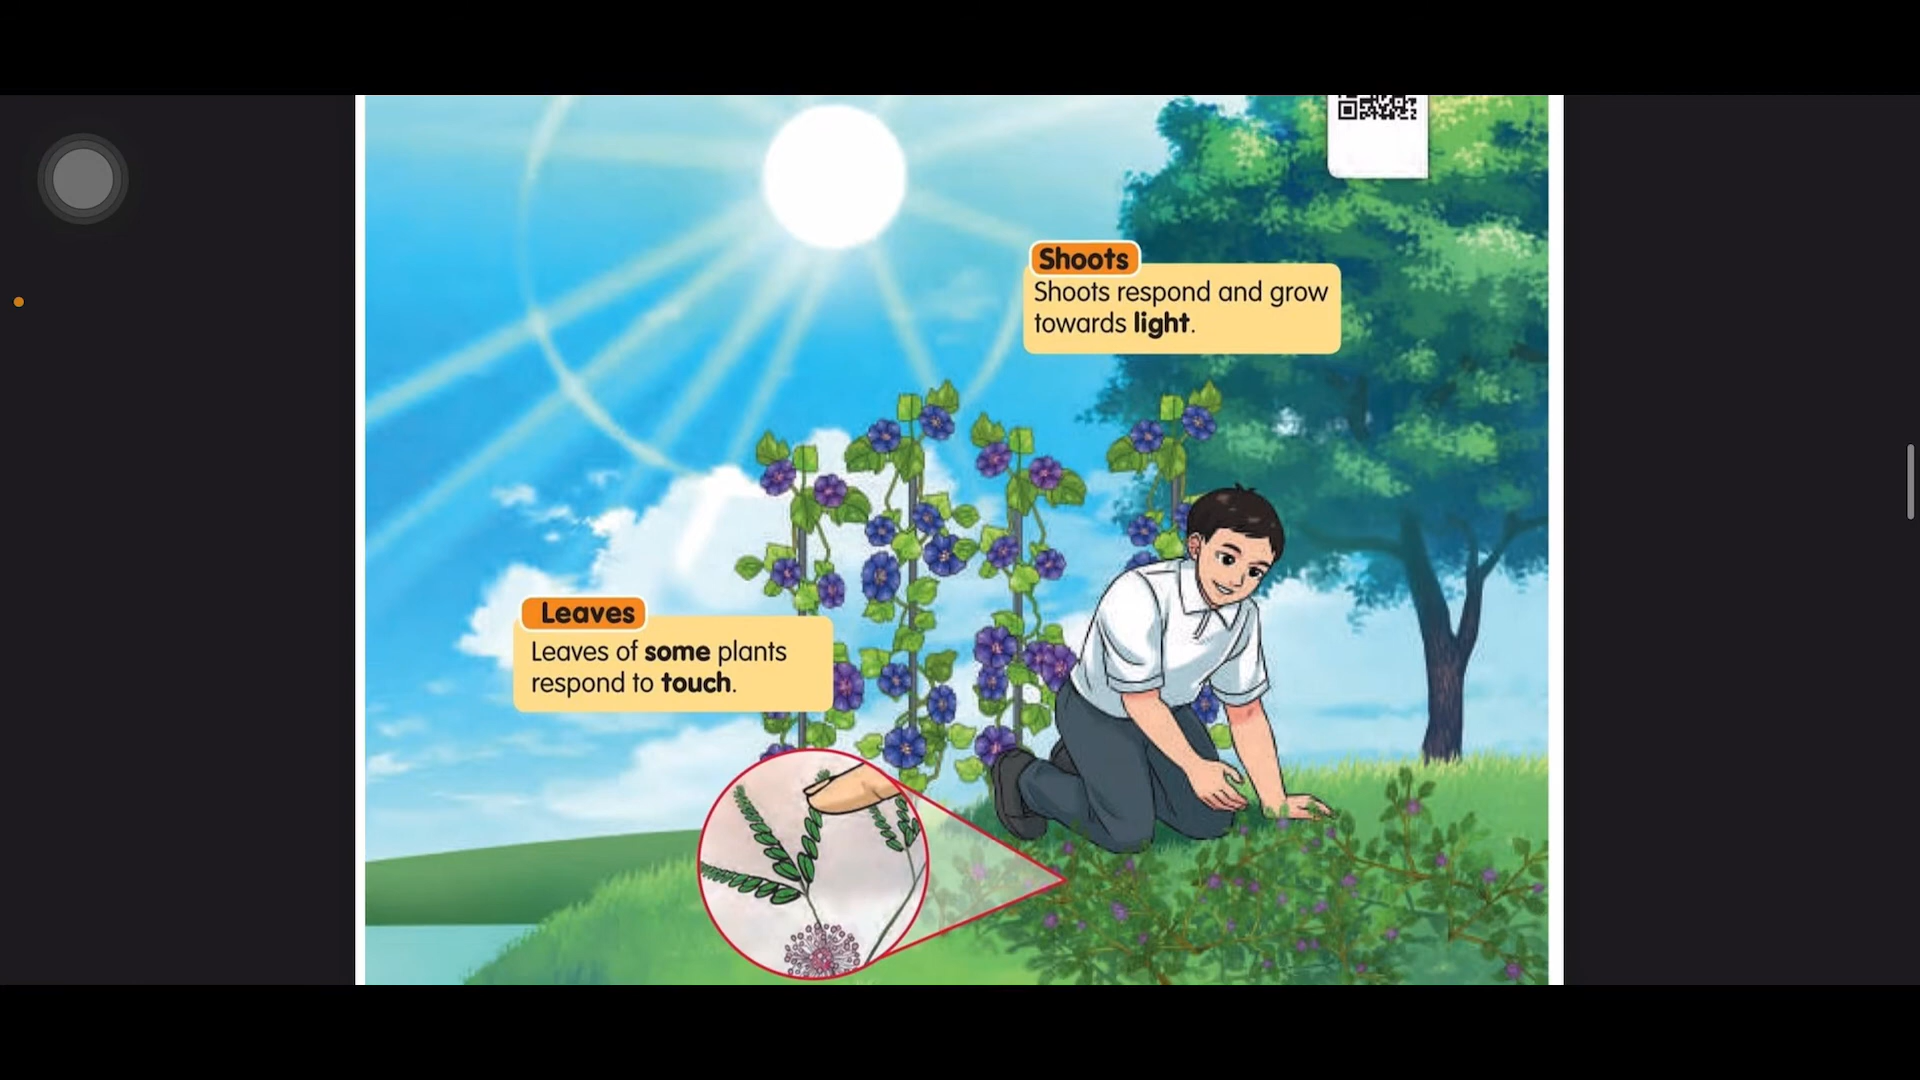 Shoots
Shoots respond and grow
towards light.
Leaves
Leaves of some plants
respond to touch.